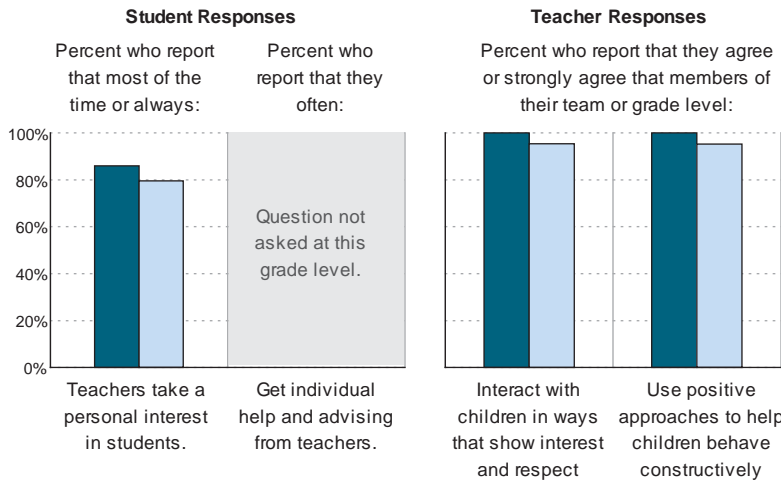 Student Responses
Percent who report
that most of the
time or always:
Percent who
report that they
often:
100%
80%
60%
40%
20%
0%
Question not
asked at this
grade level.
Teachers take a
personal interest
in students.
Get individual
help and advising
from teachers.
Teacher Responses
Percent who report that they agree
or strongly agree that members of
their team or grade level:
Interact with
children in ways
that show interest
and respect
Use positive
approaches to help
children behave
constructively